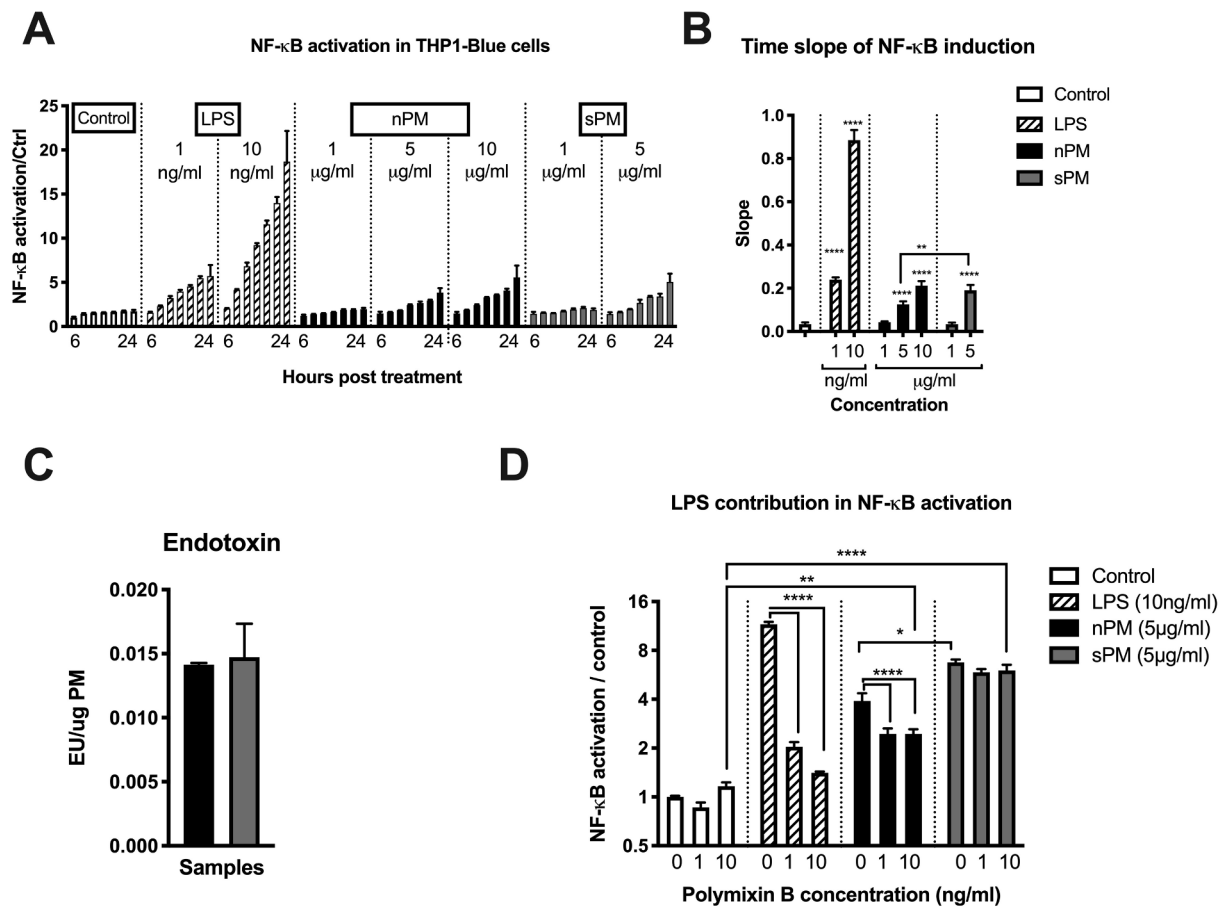 A
NF-κB activation in THP1-Blue cells
NF-κB activation/Ctrl
25
20
15
10
5
0
Control
LPS
nPM
sPM
1 10 1 5 10 1 5
ng/ml ng/ml μg/ml μg/ml μg/ml μg/ml μg/ml
6 24 6 24 6 24 6 24 6 24 6 24 6 24 6 24
Hours post treatment
B
Time slope of NF-κB induction
Slope
1.0
0.8
0.6
0.4
0.2
0.0
****
****
****
****
**
****
1 10 1 5 10 1 5
ng/ml μg/ml
Concentration
Control
LPS
nPM
sPM
C
Endotoxin
EU/ug PM
0.020
0.015
0.010
0.005
0.000
Samples
D
LPS contribution in NF-κB activation
NF-κB activation / control
16
8
4
2
1
0.5
****
**
****
*
****
0 1 10 0 1 10 0 1 10 0 1 10
Polymixin B concentration (ng/ml)
Control
LPS (10ng/ml)
nPM (5μg/ml)
sPM (5μg/ml)